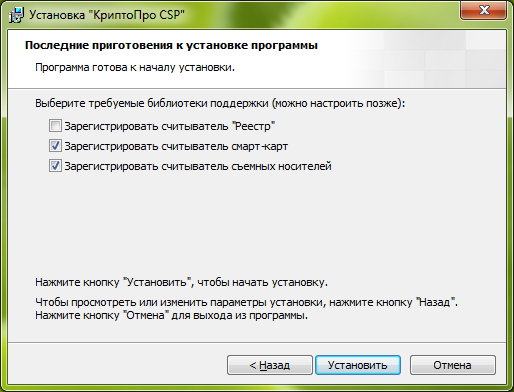 Установка "КриптоПро CSP"
Последние приготовления к установке программы
Программа готова к началу установки.
Выберите требуемые библиотеки поддержки (можно настроить позже):
Зарегистрировать считыватель "Реестр"
Зарегистрировать считыватель смарт-карт
Зарегистрировать считыватель съемных носителей
Нажмите кнопку "Установить", чтобы начать установку.
Чтобы просмотреть или изменить параметры установки, нажмите кнопку "Назад".
Нажмите кнопку "Отмена" для выхода из программы.
< Назад Установить Отмена